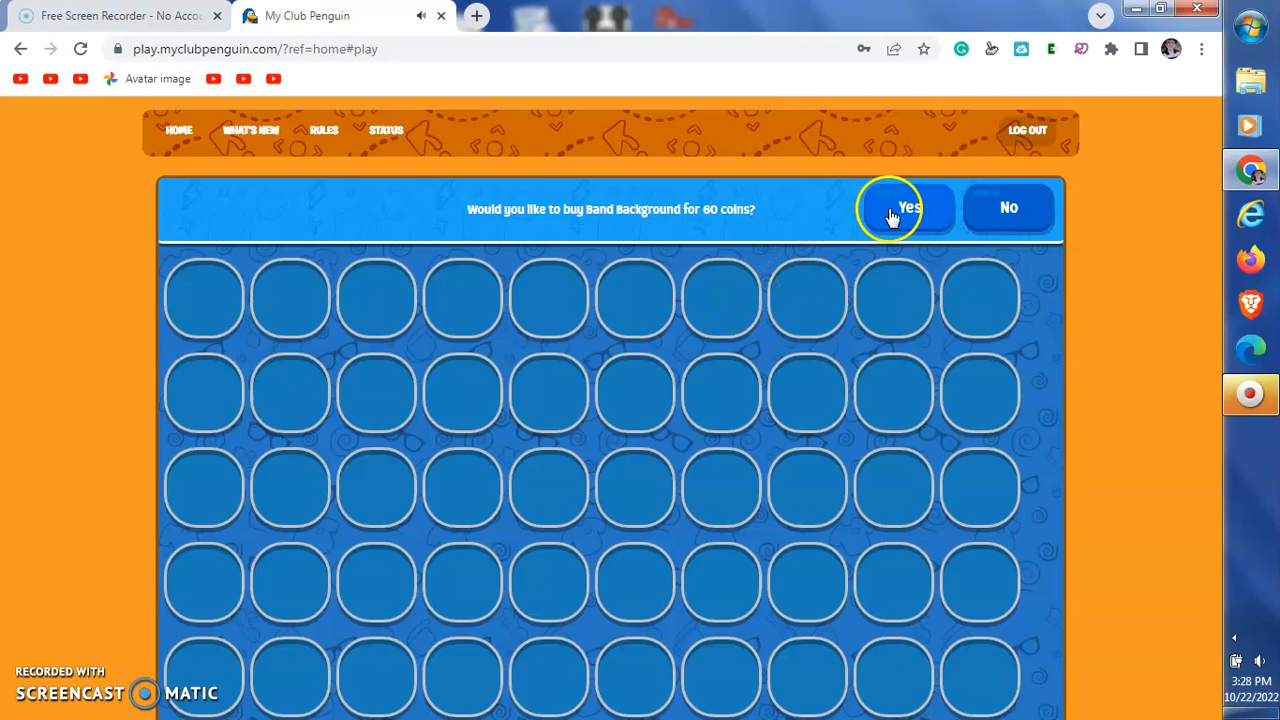 Free Screen Recorder - No Accou
My Club Penguin
play.myclubpenguin.com/?ref=home#play
Avatar image
HOME
WHAT'S NEW
RULES
STATUS
LOG OUT
Would you like to buy Band Background for 60 coins?
Yes
No
RECORDED WITH
SCREENCAST MATIC
3:28 PM
10/22/2022